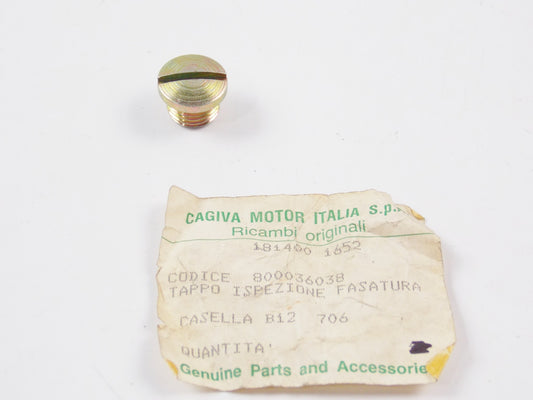 CAGIVA MOTOR ITALIA S.p.
Ricambi originali
181400 1652
CODICE 800036038
TAPPO ISPEZIONE FASATURA
CASELLA B12 706
QUANTITA'
Genuine Parts and Accessorie